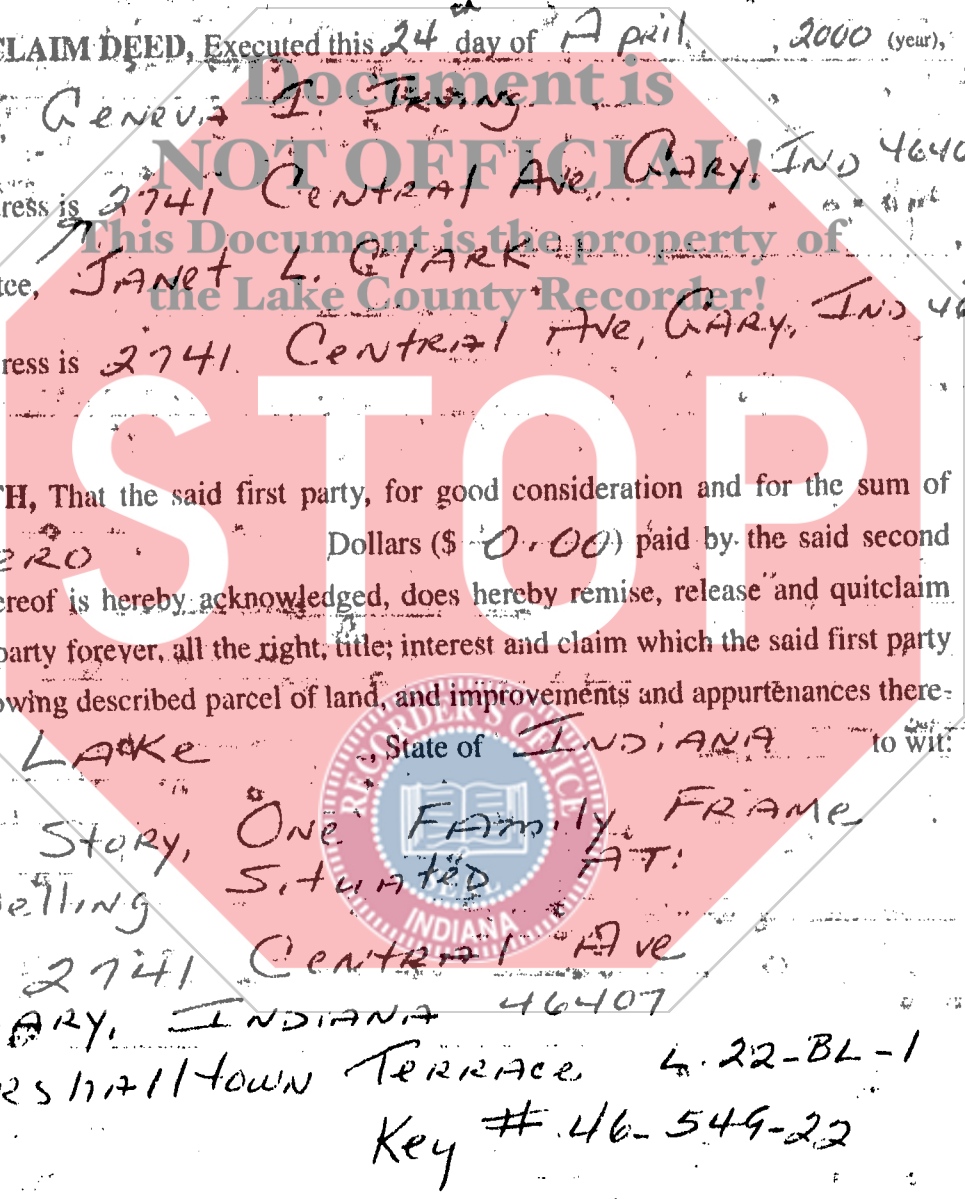 CLAIM DEED, Executed this 24th day of April, 2000 (year),
Geneva I. Irving
Document is
NOT OFFICIAL!
ress is 2741 Central Ave, Gary, IND 4640
This Document is the property of
the Lake County Recorder!
tee, Janet L. Clark
ress is 2741 Central Ave, Gary, IND 46
STOP
TH, That the said first party, for good consideration and for the sum of
ERO Dollars ($ 0.00) paid by the said second
ereof is hereby acknowledged, does hereby remise, release and quitclaim
party forever, all the right, title, interest and claim which the said first party
owing described parcel of land, and improvements and appurtenances there-
Lake, State of Indiana to wit:
RECORDER'S OFFICE
SEAL
INDIANA
Story, One Family Frame
elling Situated AT:
2741 Central Ave
ARY, INDIANA 46407
RshAlltown Terrace L.22-BL-1
Key # 46-549-22